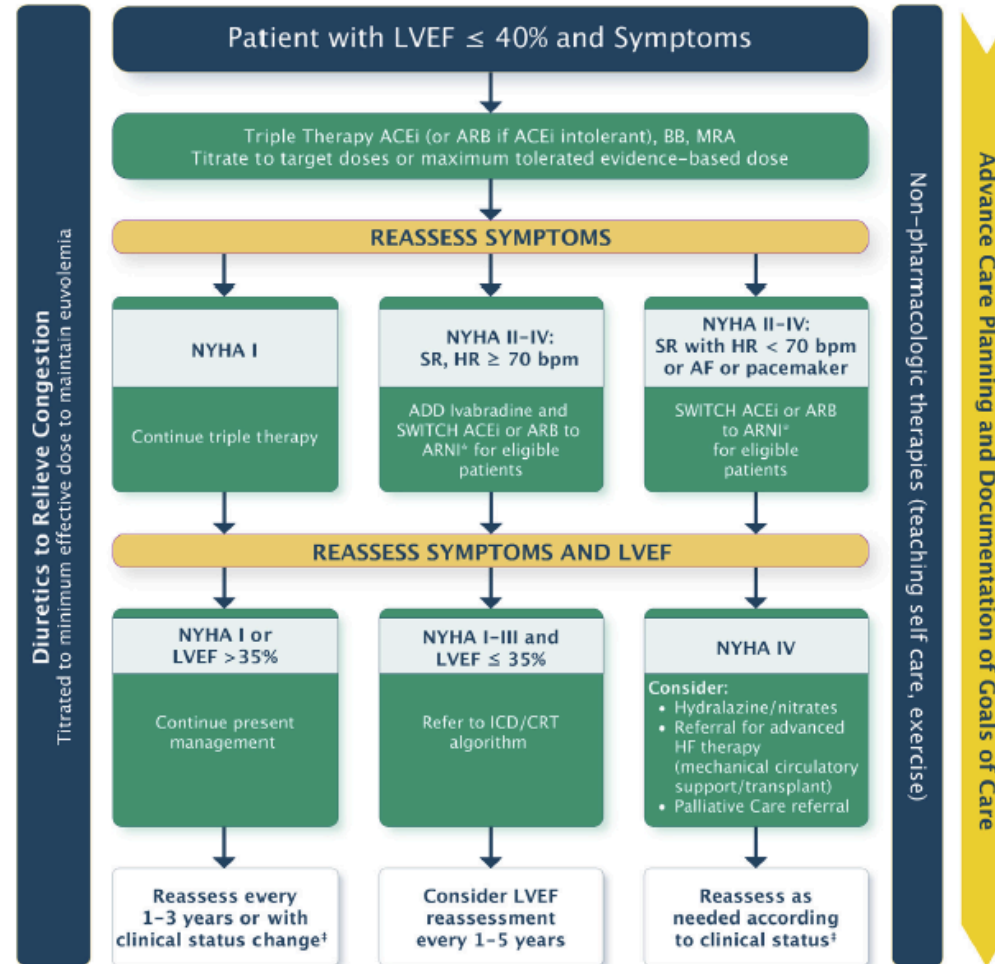 Patient with LVEF ≤ 40% and Symptoms
Triple Therapy ACEi (or ARB if ACEi intolerant), BB, MRA
Titrate to target doses or maximum tolerated evidence-based dose
REASSESS SYMPTOMS
NYHA I
Continue triple therapy
NYHA II-IV:
SR, HR ≥ 70 bpm
ADD Ivabradine and
SWITCH ACEi or ARB to
ARNI* for eligible
patients
NYHA II-IV:
SR with HR < 70 bpm
or AF or pacemaker
SWITCH ACEi or ARB
to ARNI*
for eligible
patients
REASSESS SYMPTOMS AND LVEF
NYHA I or
LVEF >35%
Continue present
management
NYHA I-III and
LVEF ≤ 35%
Refer to ICD/CRT
algorithm
NYHA IV
Consider:
• Hydralazine/nitrates
• Referral for advanced
HF therapy
(mechanical circulatory
support/transplant)
• Palliative Care referral
Reassess every
1-3 years or with
clinical status change‡
Consider LVEF
reassessment
every 1-5 years
Reassess as
needed according
to clinical status‡
Diuretics to Relieve Congestion
Titrated to minimum effective dose to maintain euvolemia
Non-pharmacologic therapies (teaching self care, exercise)
Advance Care Planning and Documentation of Goals of Care